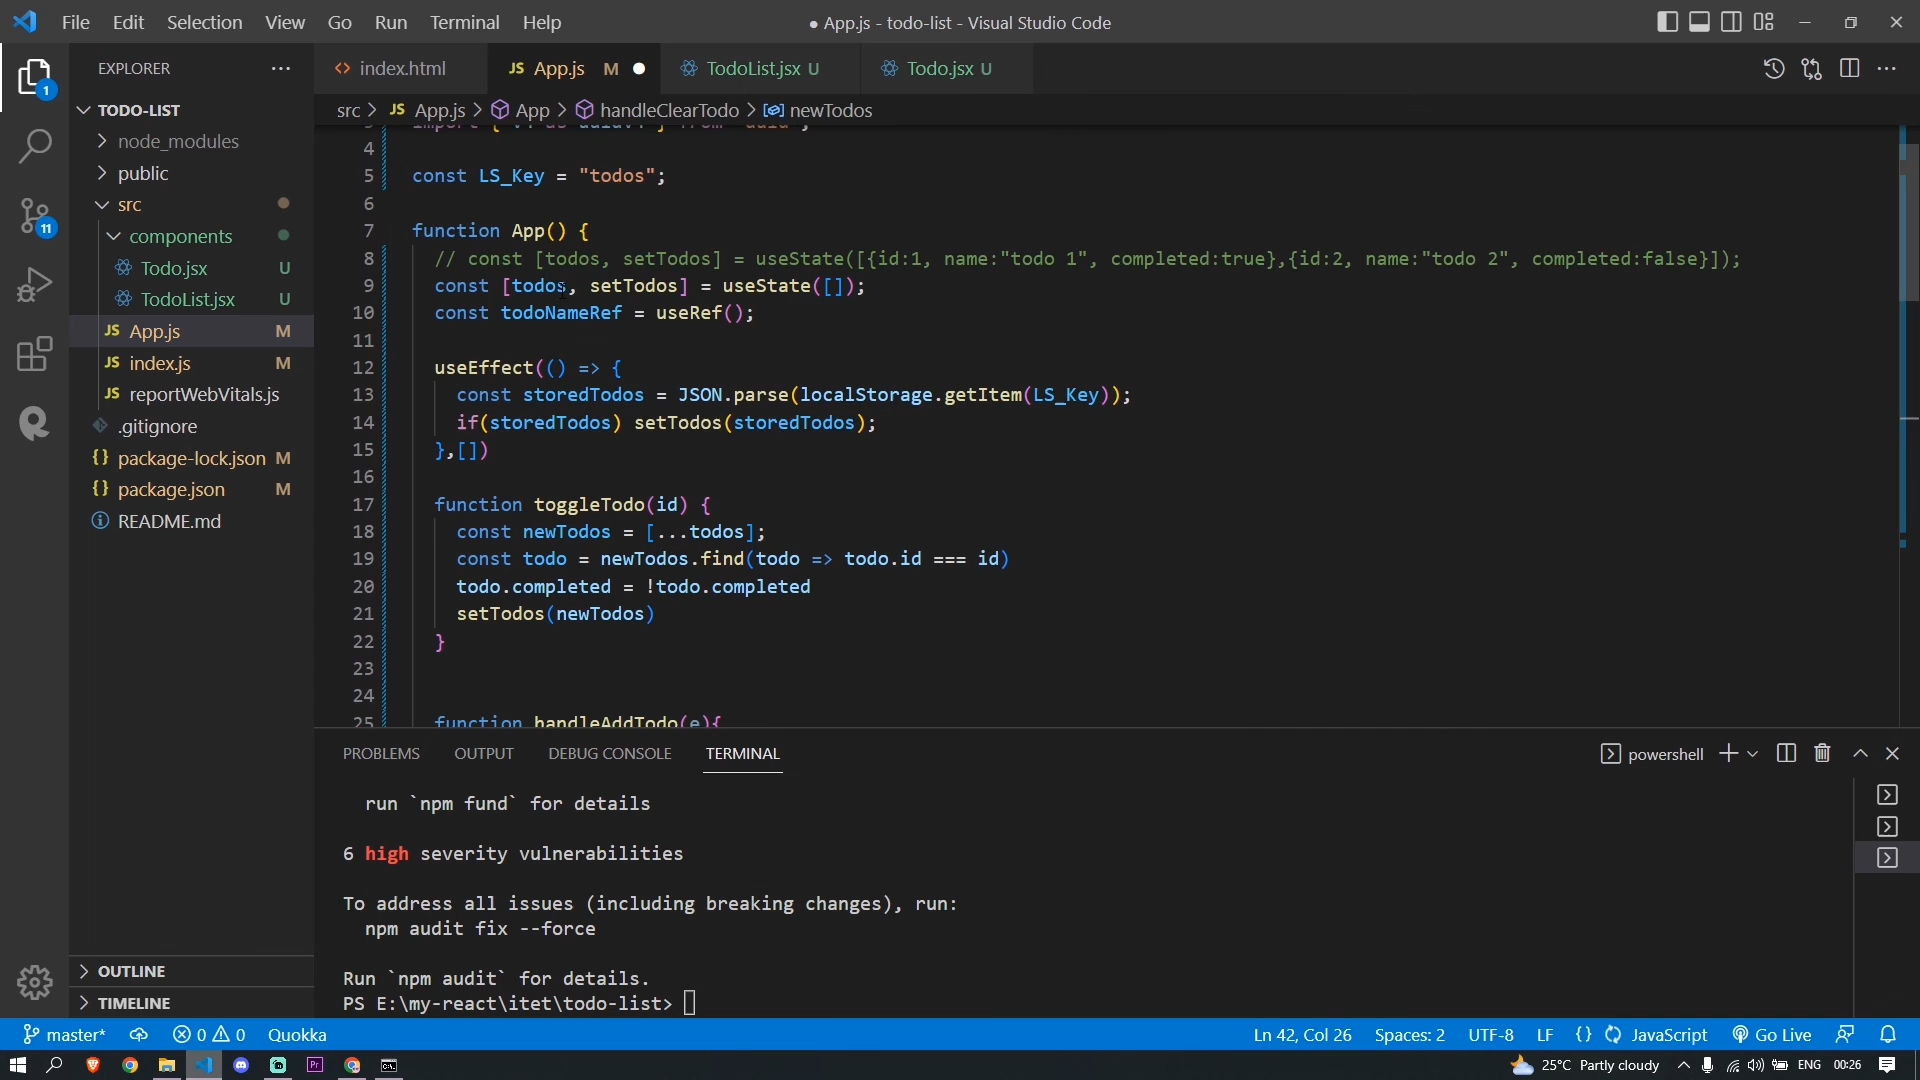 File Edit Selection View Go Run Terminal Help
● App.js - todo-list - Visual Studio Code
EXPLORER
index.html
JS App.js M
TodoList.jsx U
Todo.jsx U
src > JS App.js > App > handleClearTodo > newTodos
TODO-LIST
node_modules
public
src
components
Todo.jsx U
TodoList.jsx U
JS App.js M
JS index.js M
JS reportWebVitals.js
.gitignore
{} package-lock.json M
{} package.json M
README.md
OUTLINE
TIMELINE
1
11
4
5 const LS_Key = "todos";
6
7 function App() {
8 // const [todos, setTodos] = useState([{id:1, name:"todo 1", completed:true},{id:2, name:"todo 2", completed:false}]);
9 const [todos, setTodos] = useState([]);
10 const todoNameRef = useRef();
11
12 useEffect(() => {
13 const storedTodos = JSON.parse(localStorage.getItem(LS_Key));
14 if(storedTodos) setTodos(storedTodos);
15 },[])
16
17 function toggleTodo(id) {
18 const newTodos = [...todos];
19 const todo = newTodos.find(todo => todo.id === id)
20 todo.completed = !todo.completed
21 setTodos(newTodos)
22 }
23
24
25 function handleAddTodo(e){
PROBLEMS OUTPUT DEBUG CONSOLE TERMINAL
powershell
run `npm fund` for details
6 high severity vulnerabilities
To address all issues (including breaking changes), run:
npm audit fix --force
Run `npm audit` for details.
PS E:\my-react\itet\todo-list>
master* 0 0 Quokka
Ln 42, Col 26 Spaces: 2 UTF-8 LF {} JavaScript Go Live
25°C Partly cloudy ENG 00:26